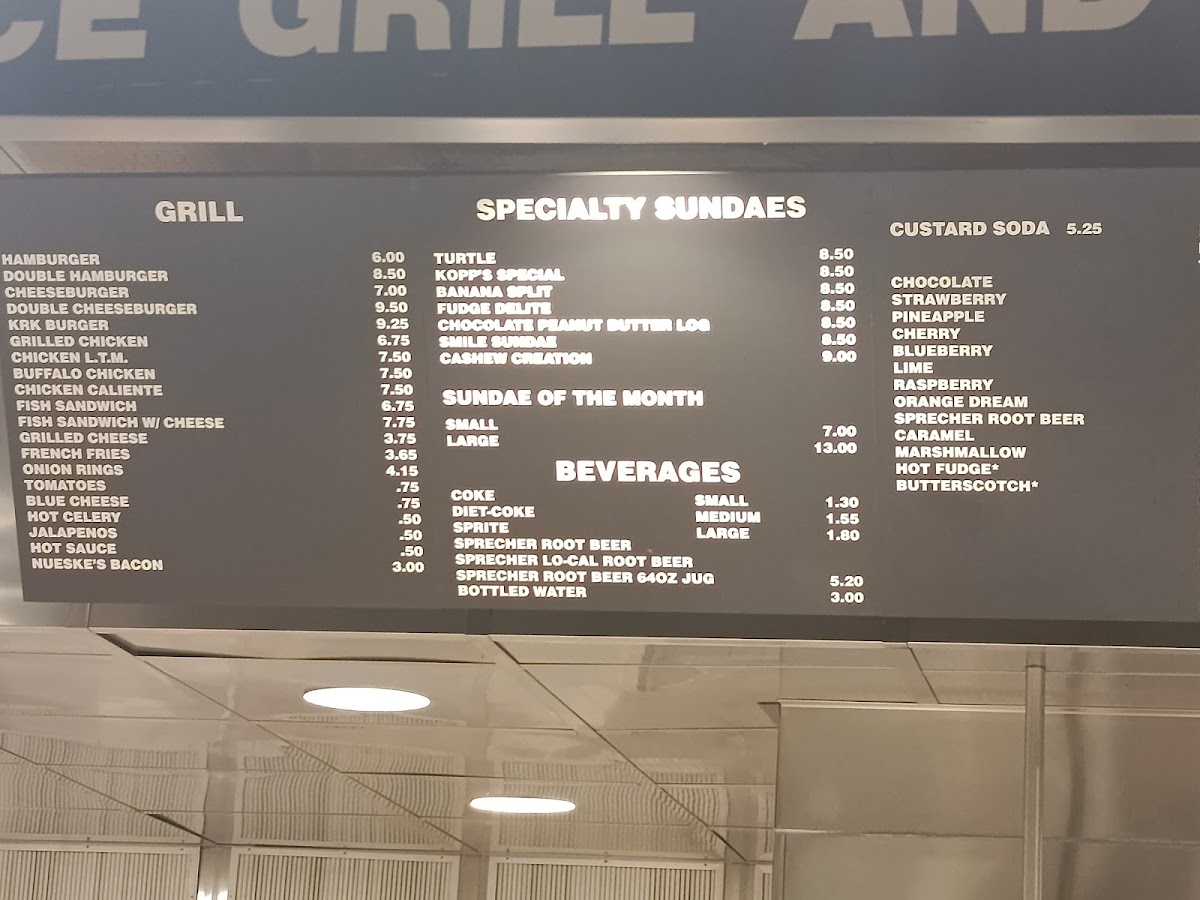 CE GRILL AND
GRILL
HAMBURGER 6.00
DOUBLE HAMBURGER 8.50
CHEESEBURGER 7.00
DOUBLE CHEESEBURGER 9.50
KRK BURGER 9.25
GRILLED CHICKEN 6.75
CHICKEN L.T.M. 7.50
BUFFALO CHICKEN 7.50
CHICKEN CALIENTE 7.50
FISH SANDWICH 6.75
FISH SANDWICH W/ CHEESE 7.75
GRILLED CHEESE 3.75
FRENCH FRIES 3.65
ONION RINGS 4.15
TOMATOES .75
BLUE CHEESE .75
HOT CELERY .50
JALAPENOS .50
HOT SAUCE .50
NUESKE'S BACON 3.00
SPECIALTY SUNDAES
TURTLE 8.50
KOPP'S SPECIAL 8.50
BANANA SPLIT 8.50
FUDGE DELITE 8.50
CHOCOLATE PEANUT BUTTER LOG 8.50
SMILE SUNDAE 8.50
CASHEW CREATION 9.00
SUNDAE OF THE MONTH
SMALL 7.00
LARGE 13.00
BEVERAGES
COKE SMALL 1.30
DIET-COKE MEDIUM 1.55
SPRITE LARGE 1.80
SPRECHER ROOT BEER
SPRECHER LO-CAL ROOT BEER
SPRECHER ROOT BEER 64OZ JUG 5.20
BOTTLED WATER 3.00
CUSTARD SODA 5.25
CHOCOLATE
STRAWBERRY
PINEAPPLE
CHERRY
BLUEBERRY
LIME
RASPBERRY
ORANGE DREAM
SPRECHER ROOT BEER
CARAMEL
MARSHMALLOW
HOT FUDGE*
BUTTERSCOTCH*